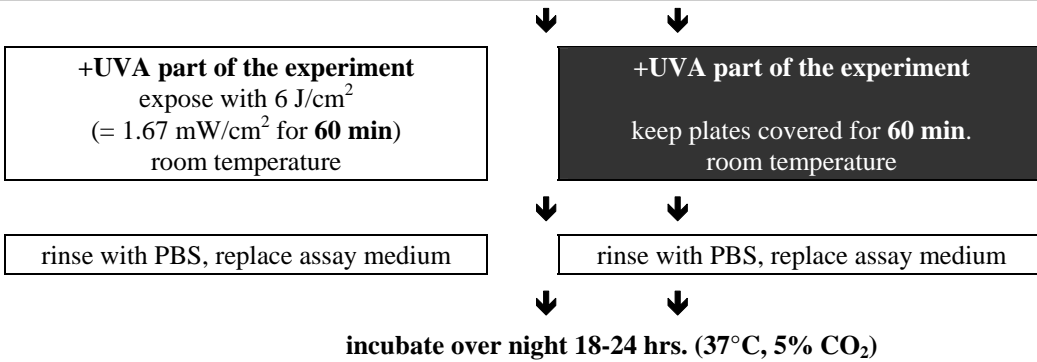 +UVA part of the experiment
expose with 6 J/cm²
(= 1.67 mW/cm² for 60 min)
room temperature
+UVA part of the experiment
keep plates covered for 60 min.
room temperature
rinse with PBS, replace assay medium
rinse with PBS, replace assay medium
incubate over night 18-24 hrs. (37°C, 5% CO₂)